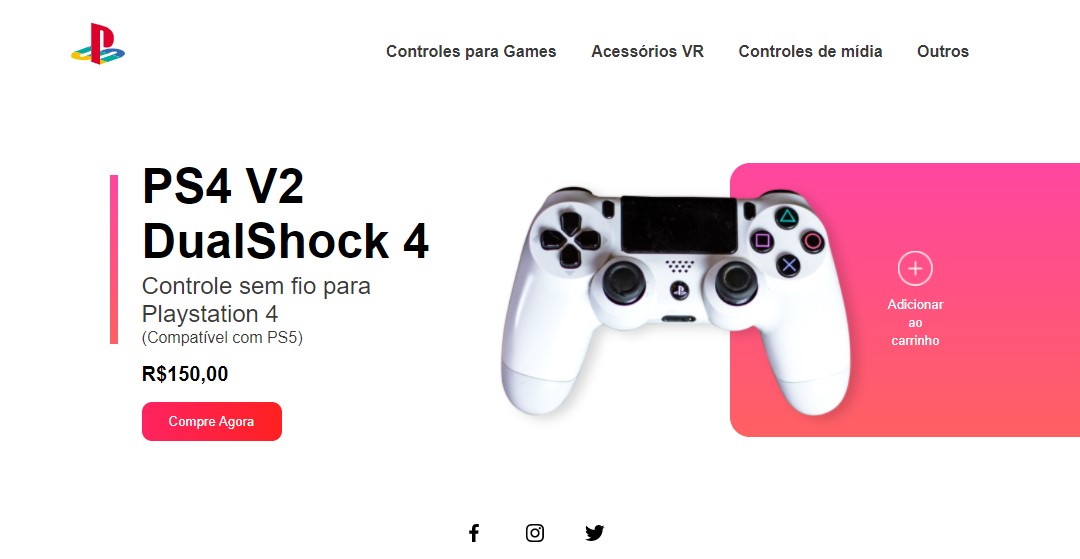 Controles para Games
Acessórios VR
Controles de mídia
Outros
PS4 V2
DualShock 4
Controle sem fio para
Playstation 4
(Compatível com PS5)
R$150,00
Compre Agora
Adicionar
ao
carrinho